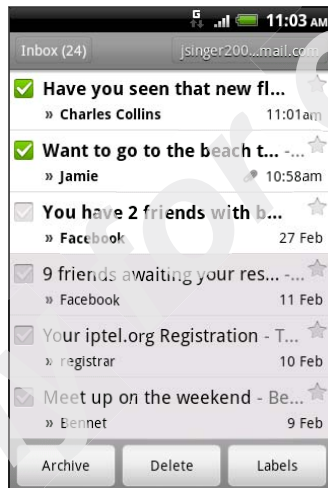 G 11:03 AM
Inbox (24) jsinger200...mail.com
Have you seen that new fl...
» Charles Collins 11:01am
Want to go to the beach t... -...
» Jamie 10:58am
You have 2 friends with b...
» Facebook 27 Feb
9 friends awaiting your res... -...
» Facebook 11 Feb
Your iptel.org Registration - T...
» registrar 10 Feb
Meet up on the weekend - Be...
» Bennet 9 Feb
Archive Delete Labels